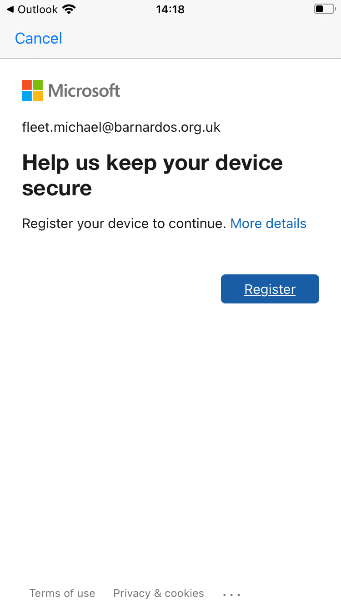 ◀ Outlook 14:18
Cancel
Microsoft
fleet.michael@barnardos.org.uk
Help us keep your device
secure
Register your device to continue. More details
Register
Terms of use Privacy & cookies ...